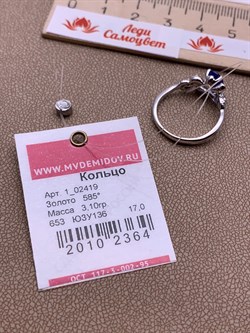 Леди
Самоцвет
WWW.MVDEMIDOV.RU
Кольцо
Арт. 1_02419
Золото 585°
Масса 3,10гр.
653 ЮЗУ136 17,0
2010 2364
ОСТ 117-3-002-95